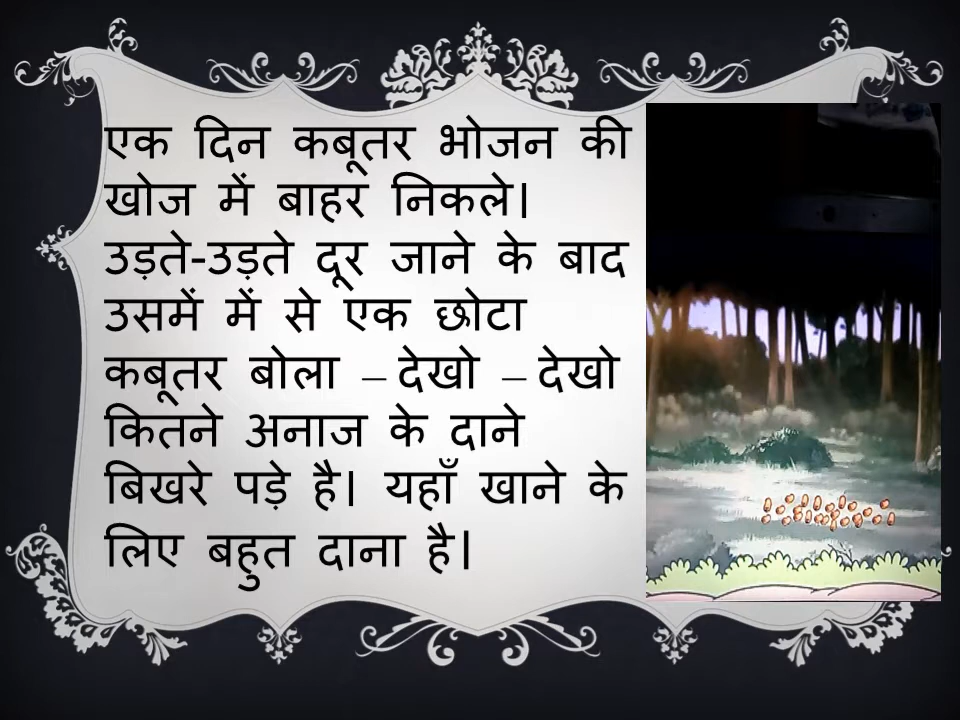 एक दिन कबूतर भोजन की
खोज में बाहर निकले।
उड़ते-उड़ते दूर जाने के बाद
उसमें में से एक छोटा
कबूतर बोला – देखो – देखो
कितने अनाज के दाने
बिखरे पड़े है। यहाँ खाने के
लिए बहुत दाना है।